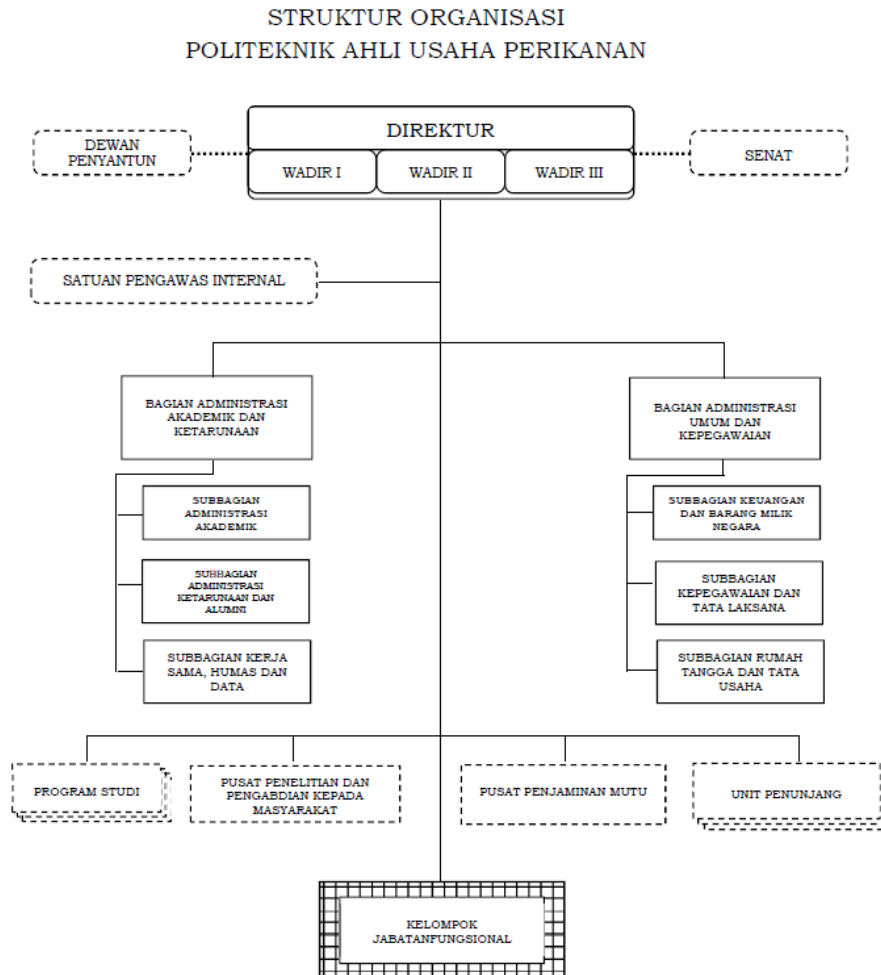 STRUKTUR ORGANISASI
POLITEKNIK AHLI USAHA PERIKANAN
DIREKTUR
DEWAN
PENYANTUN
WADIR I
WADIR II
WADIR III
SENAT
SATUAN PENGAWAS INTERNAL
BAGIAN ADMINISTRASI
AKADEMIK DAN
KETARUNAAN
BAGIAN ADMINISTRASI
UMUM DAN
KEPEGAWAIAN
SUBBAGIAN
ADMINISTRASI
AKADEMIK
SUBBAGIAN KEUANGAN
DAN BARANG MILIK
NEGARA
SUBBAGIAN
ADMINISTRASI
KETARUNAAN DAN
ALUMNI
SUBBAGIAN
KEPEGAWAIAN DAN
TATA LAKSANA
SUBBAGIAN KERJA
SAMA, HUMAS DAN
DATA
SUBBAGIAN RUMAH
TANGGA DAN TATA
USAHA
PROGRAM STUDI
PUSAT PENELITIAN DAN
PENGABDIAN KEPADA
MASYARAKAT
PUSAT PENJAMINAN MUTU
UNIT PENUNJANG
KELOMPOK
JABATANFUNGSIONAL